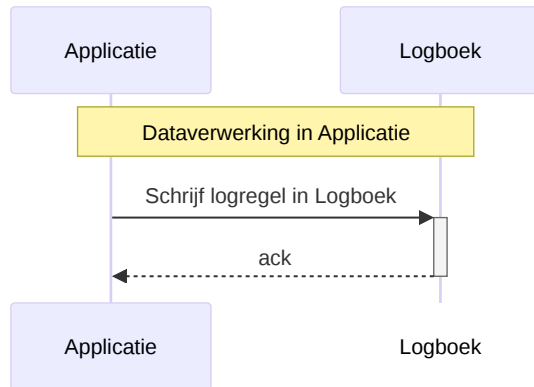 Applicatie
Logboek
Dataverwerking in Applicatie
Schrijf logregel in Logboek
ack
Applicatie
Logboek